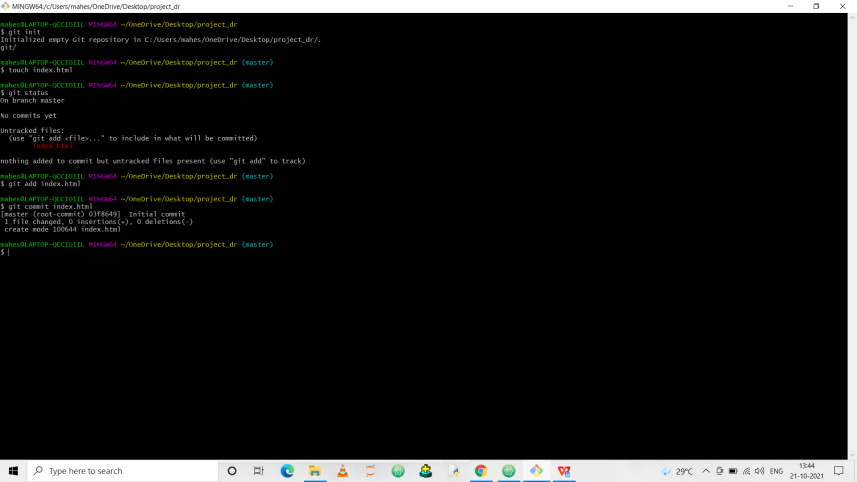 MINGW64:/c/Users/mahes/OneDrive/Desktop/project_dr
mahes@LAPTOP-QCCIOIIL MINGW64 ~/OneDrive/Desktop/project_dr
$ git init
Initialized empty Git repository in C:/Users/mahes/OneDrive/Desktop/project_dr/.
git/
mahes@LAPTOP-QCCIOIIL MINGW64 ~/OneDrive/Desktop/project_dr (master)
$ touch index.html
mahes@LAPTOP-QCCIOIIL MINGW64 ~/OneDrive/Desktop/project_dr (master)
$ git status
On branch master
No commits yet
Untracked files:
(use "git add <file>..." to include in what will be committed)
index.html
nothing added to commit but untracked files present (use "git add" to track)
mahes@LAPTOP-QCCIOIIL MINGW64 ~/OneDrive/Desktop/project_dr (master)
$ git add index.html
mahes@LAPTOP-QCCIOIIL MINGW64 ~/OneDrive/Desktop/project_dr (master)
$ git commit index.html
[master (root-commit) 03f8649]  Initial commit
1 file changed, 0 insertions(+), 0 deletions(-)
create mode 100644 index.html
mahes@LAPTOP-QCCIOIIL MINGW64 ~/OneDrive/Desktop/project_dr (master)
$
Type here to search
29°C
ENG
13:44
21-10-2021